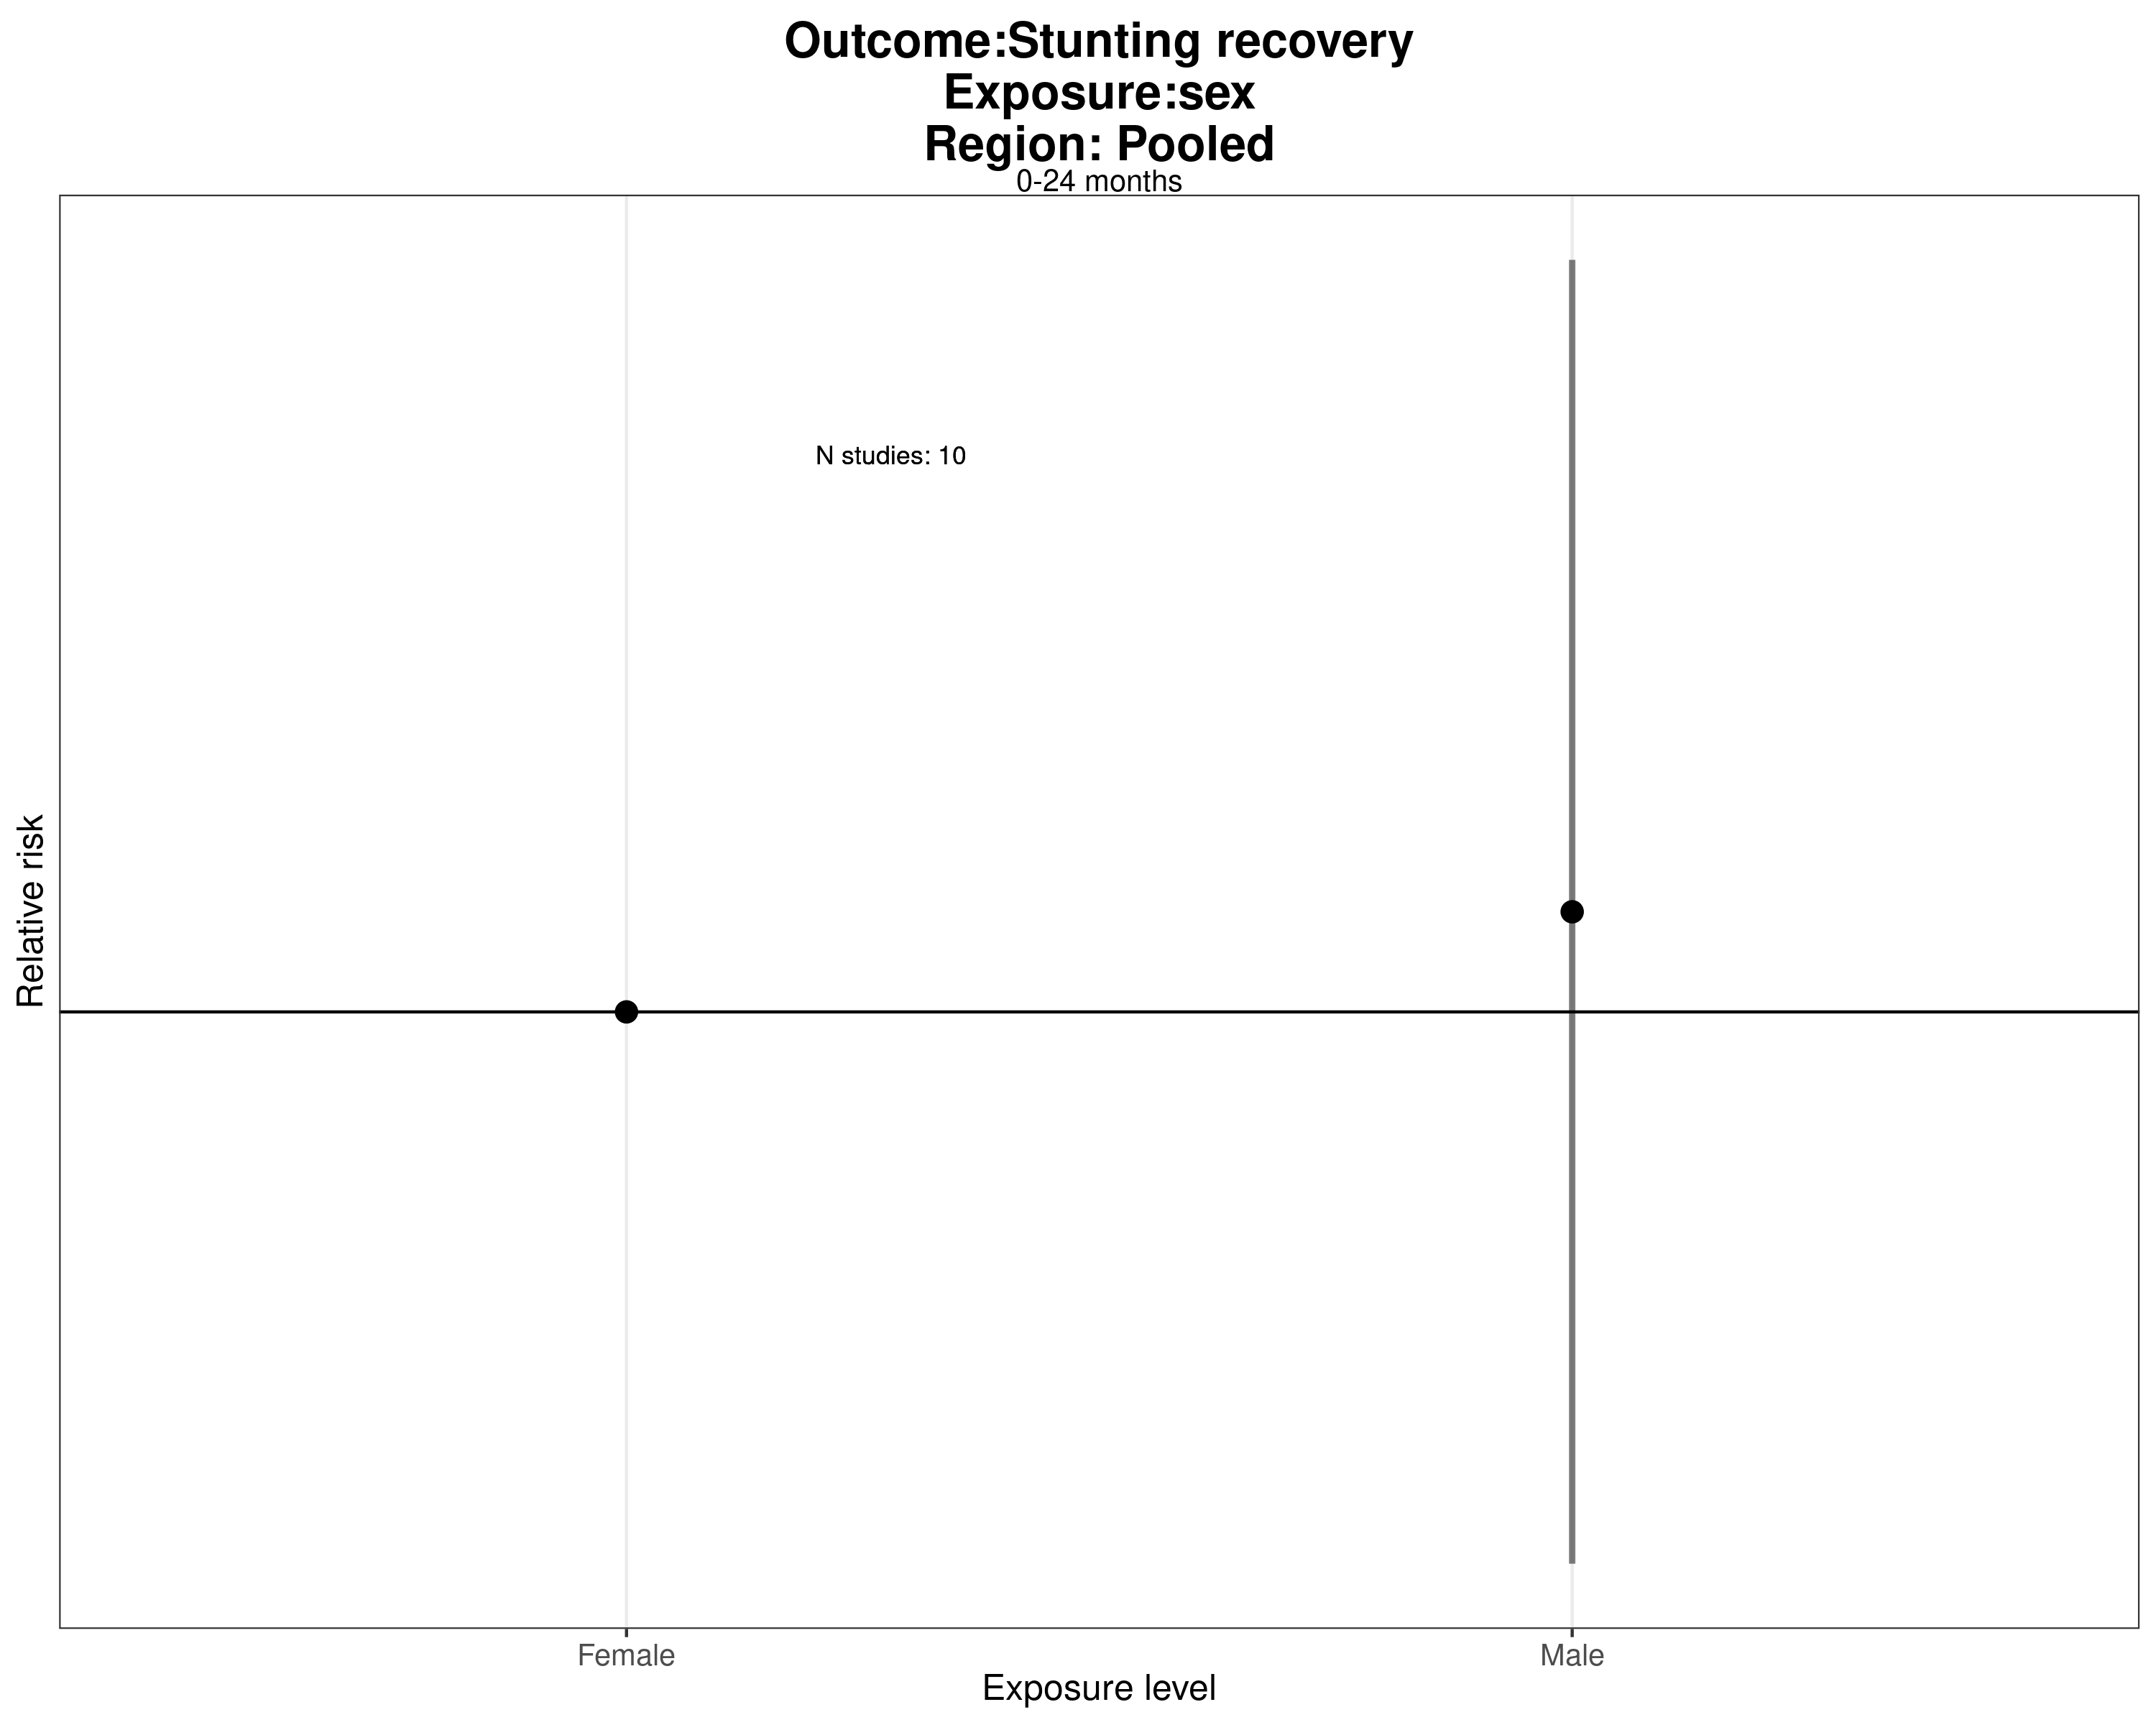 Outcome:Stunting recovery
Exposure:sex
Region: Pooled
0-24 months
N studies: 10
Relative risk
Female
Male
Exposure level